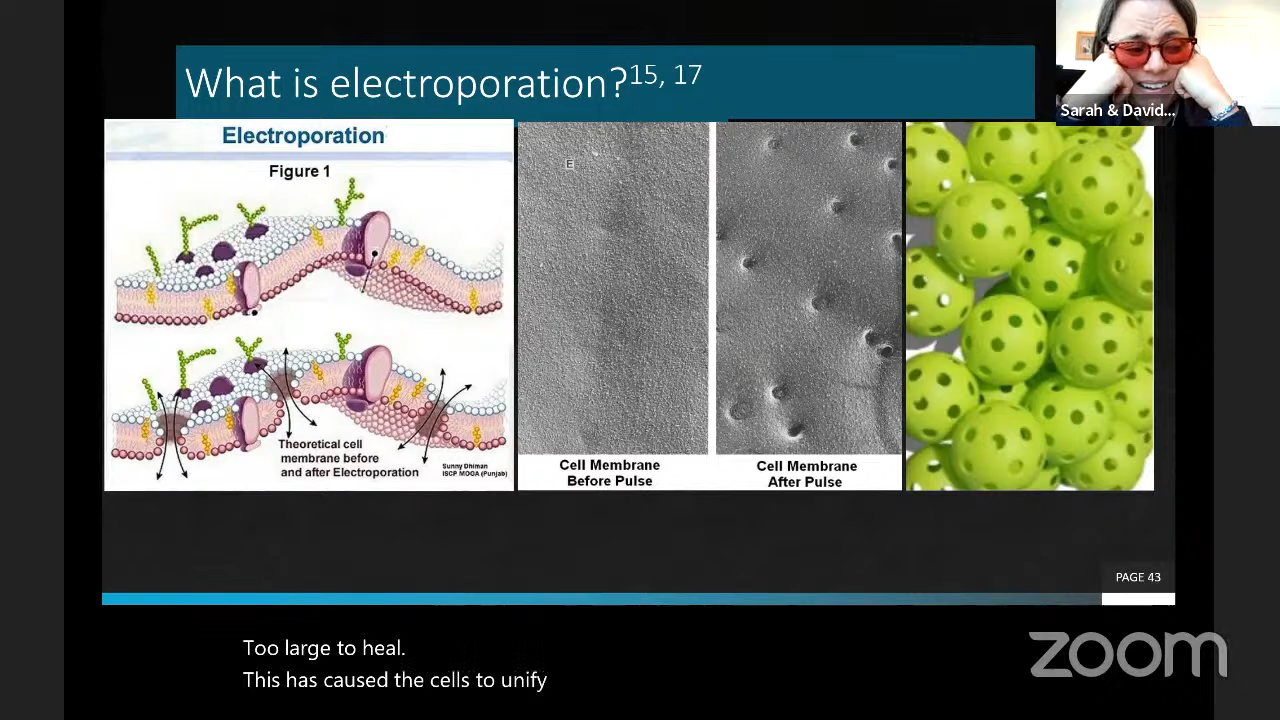 What is electroporation?15, 17
Sarah & David...
Electroporation
Figure 1
Theoretical cell
membrane before
and after Electroporation
Sunny Dhiman
ISCP MOGA (Punjab)
E
Cell Membrane
Before Pulse
Cell Membrane
After Pulse
PAGE 43
Too large to heal.
This has caused the cells to unify
zoom